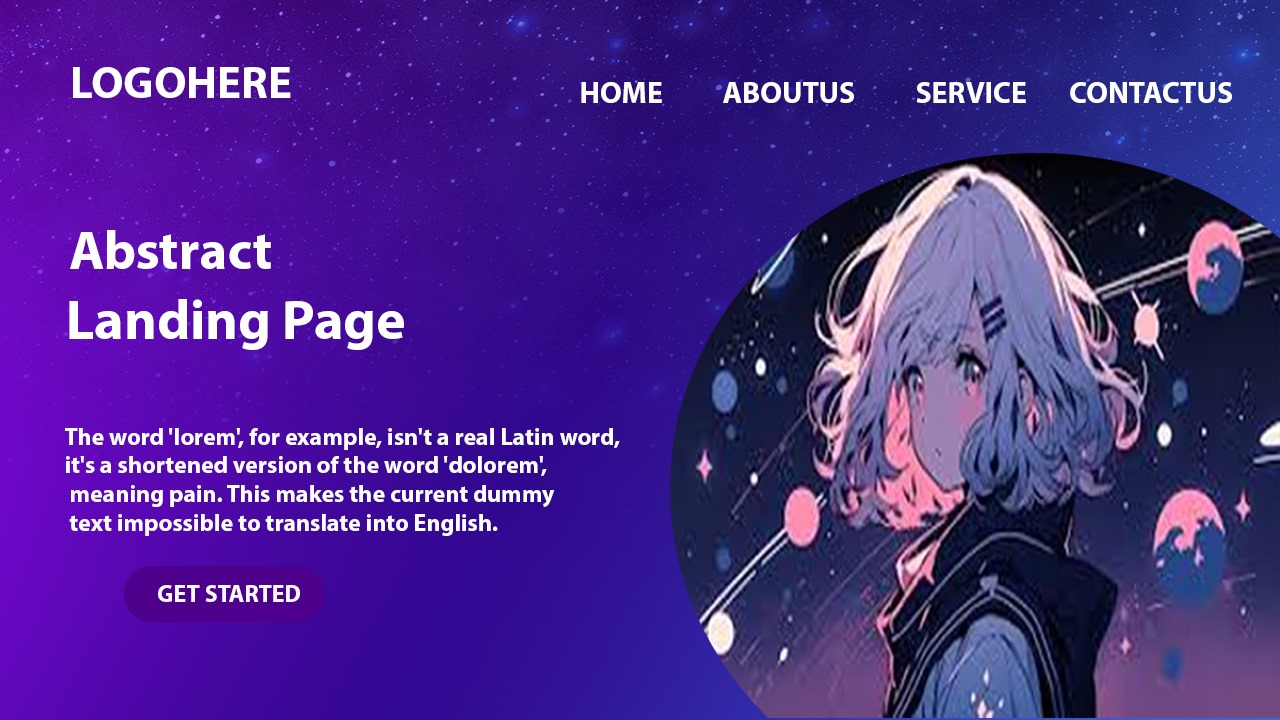 LOGOHERE
HOME ABOUTUS SERVICE CONTACTUS
Abstract
Landing Page
The word 'lorem', for example, isn't a real Latin word,
it's a shortened version of the word 'dolorem',
meaning pain. This makes the current dummy
text impossible to translate into English.
GET STARTED